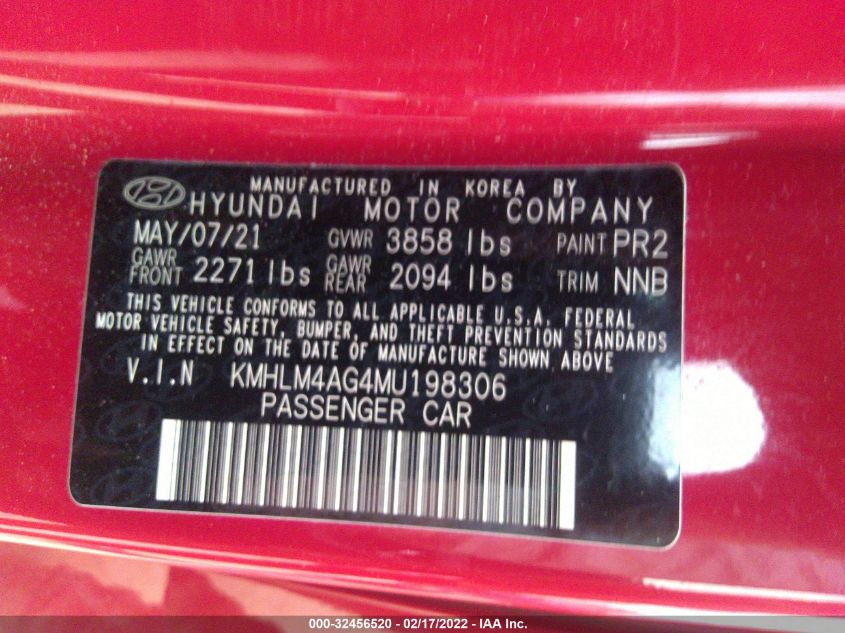 MANUFACTURED IN KOREA BY
HYUNDAI MOTOR COMPANY
MAY/07/21 GVWR 3858 lbs PAINT PR2
GAWR FRONT 2271 lbs GAWR REAR 2094 lbs TRIM NNB
THIS VEHICLE CONFORMS TO ALL APPLICABLE U.S.A. FEDERAL
MOTOR VEHICLE SAFETY, BUMPER, AND THEFT PREVENTION STANDARDS
IN EFFECT ON THE DATE OF MANUFACTURE SHOWN ABOVE
V.I.N KMHLM4AG4MU198306
PASSENGER CAR
000-32456520 - 02/17/2022 - IAA Inc.